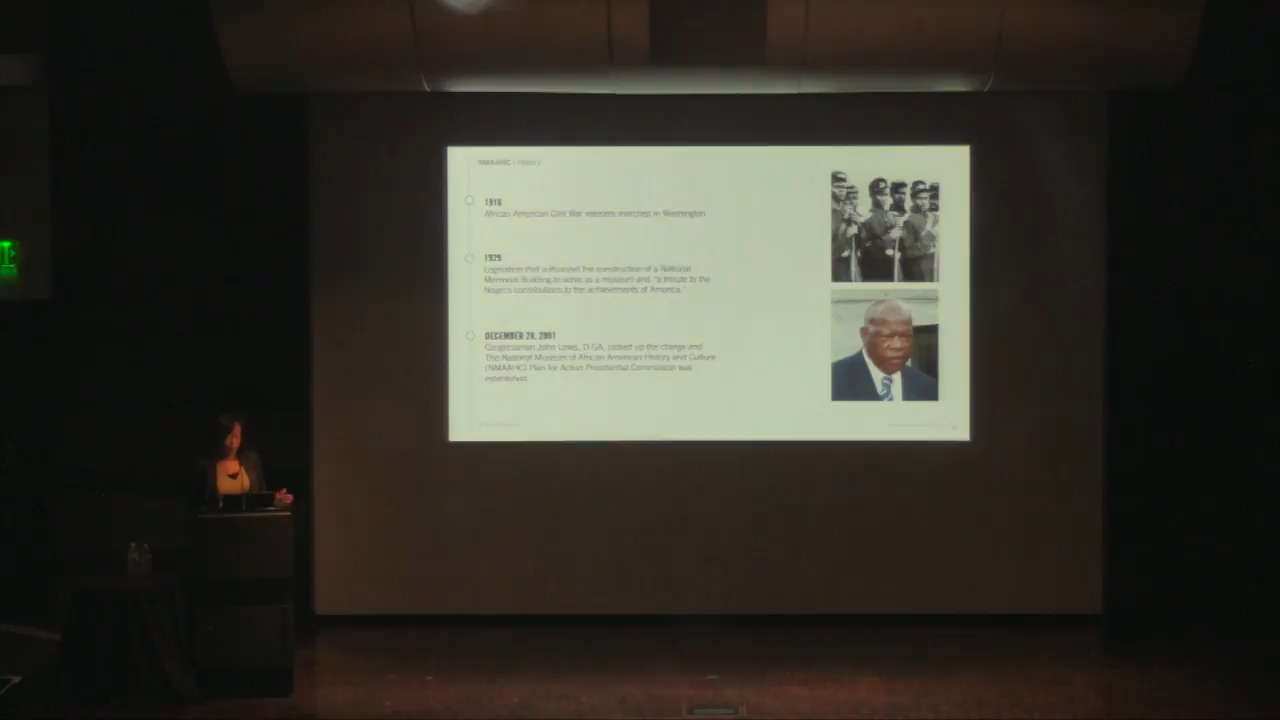 NMAAHC / History
African American Civil War veterans marched in Washington
1929
Legislation that authorized the construction of a National
Memorial Building to serve as a museum and "a tribute to the
Negro's contributions to the achievements of America."
DECEMBER 28, 2001
Congressman John Lewis, D-GA, picked up the charge and
The National Museum of African American History and Culture
(NMAAHC) Plan for Action Presidential Commission was
established.